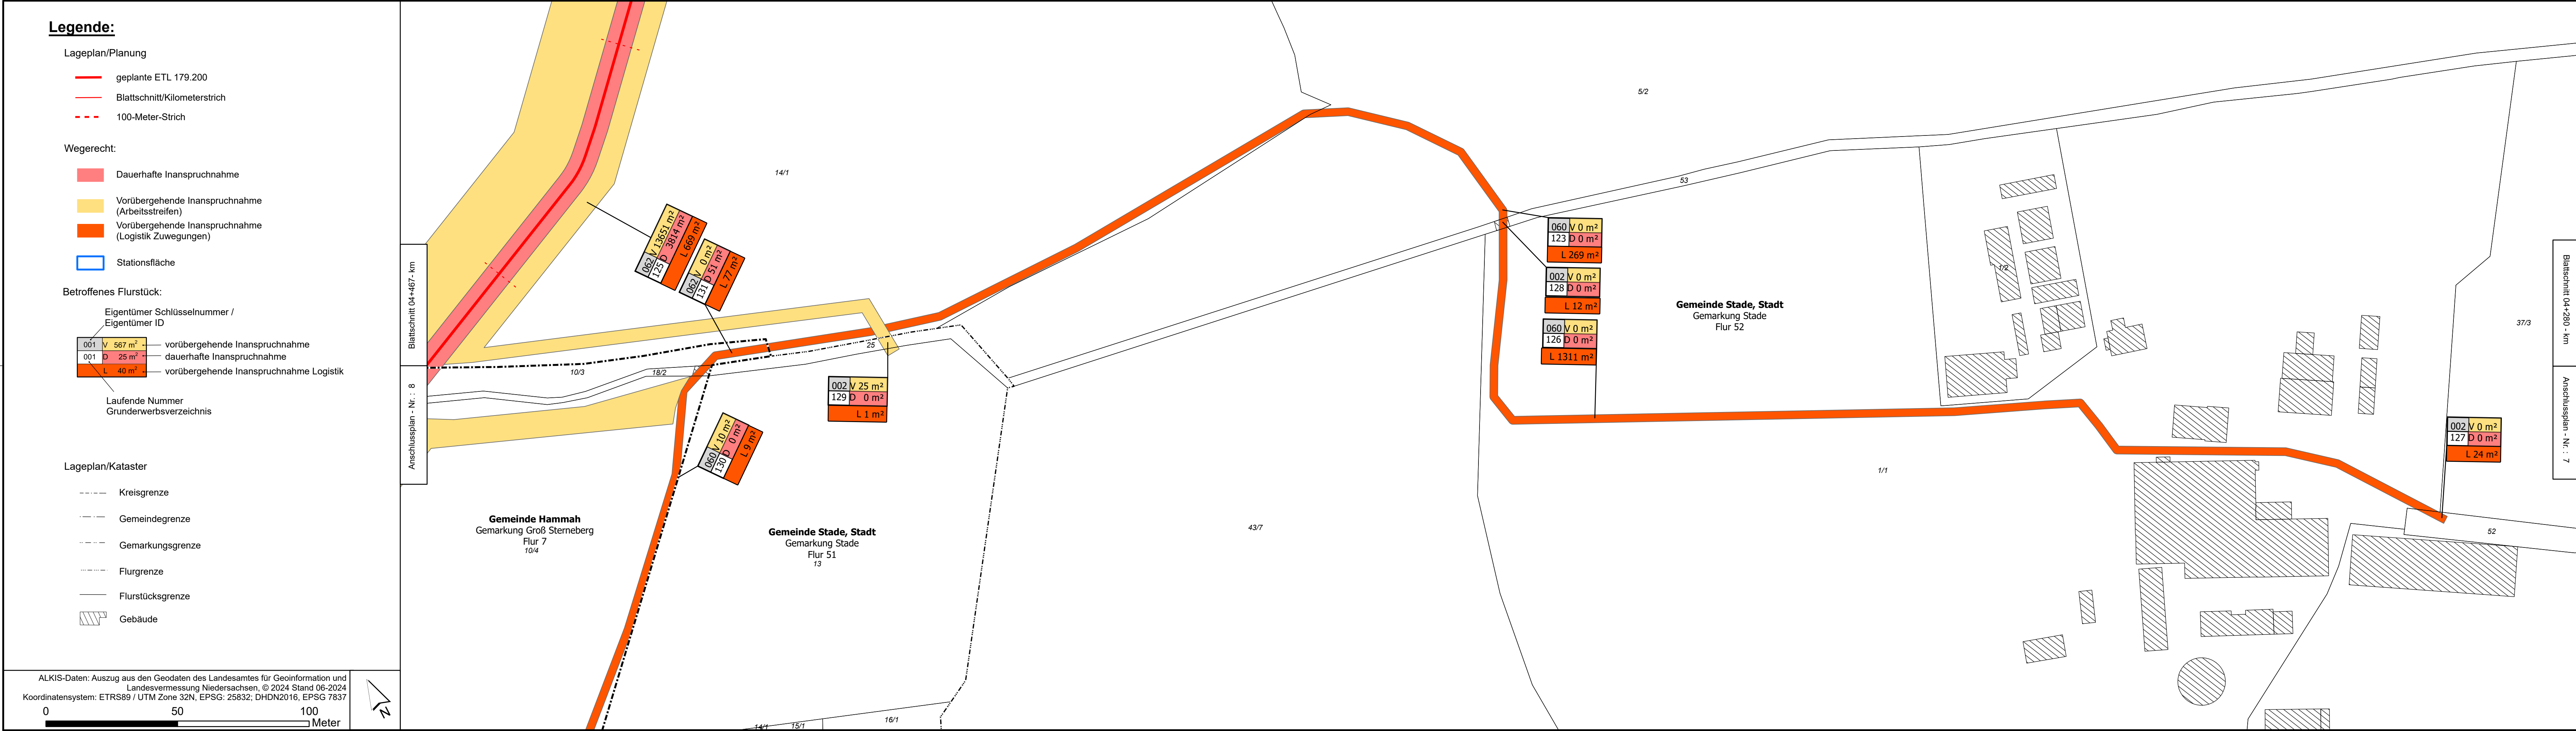 Legende:
Lageplan/Planung
geplante ETL 179.200
Blattschnitt/Kilometerstrich
100-Meter-Strich
Wegerecht:
Dauerhafte Inanspruchnahme
Vorübergehende Inanspruchnahme
(Arbeitsstreifen)
Vorübergehende Inanspruchnahme
(Logistik Zuwegungen)
Stationsfläche
Betroffenes Flurstück:
Eigentümer Schlüsselnummer /
Eigentümer ID
001 V 567 m² vorübergehende Inanspruchnahme
001 D 25 m² dauerhafte Inanspruchnahme
L 40 m² vorübergehende Inanspruchnahme Logistik
Laufende Nummer
Grunderwerbsverzeichnis
Lageplan/Kataster
Kreisgrenze
Gemeindegrenze
Gemarkungsgrenze
Flurgrenze
Flurstücksgrenze
Gebäude
ALKIS-Daten: Auszug aus den Geodaten des Landesamtes für Geoinformation und
Landesvermessung Niedersachsen, © 2024 Stand 06-2024
Koordinatensystem: ETRS89 / UTM Zone 32N, EPSG: 25832; DHDN2016, EPSG 7837
0 50 100
Meter
N
Blattschnitt 04+467- km
Anschlussplan - Nr. : 8
14/1
062 V 13651 m²
125 D 3814 m²
L 669 m²
062 V 0 m²
131 D 51 m²
L 77 m²
10/3
18/2
25
002 V 25 m²
129 D 0 m²
L 1 m²
060 V 10 m²
130 D 0 m²
L 9 m²
Gemeinde Hammah
Gemarkung Groß Sterneberg
Flur 7
10/4
Gemeinde Stade, Stadt
Gemarkung Stade
Flur 51
13
14/1
15/1
16/1
43/7
5/2
53
060 V 0 m²
123 D 0 m²
L 269 m²
002 V 0 m²
128 D 0 m²
L 12 m²
060 V 0 m²
126 D 0 m²
L 1311 m²
Gemeinde Stade, Stadt
Gemarkung Stade
Flur 52
1/2
1/1
37/3
002 V 0 m²
127 D 0 m²
L 24 m²
52
Blattschnitt 04+280 - km
Anschlussplan - Nr. : 7